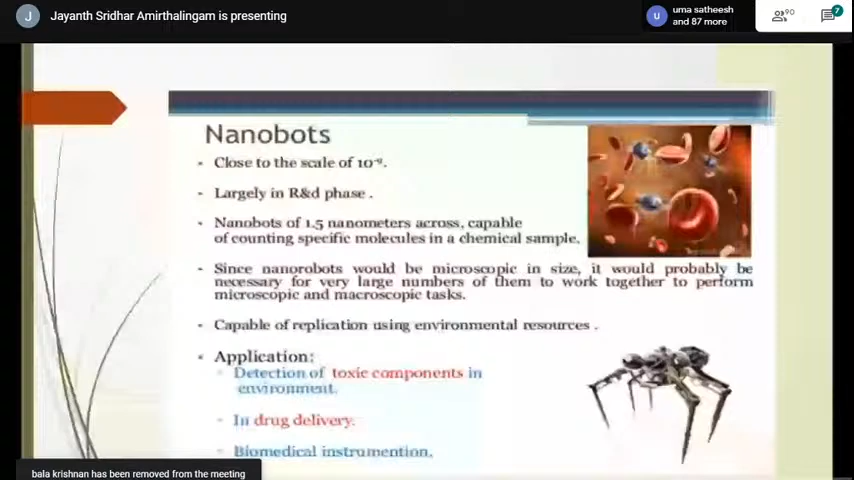 J Jayanth Sridhar Amirthalingam is presenting
U uma satheesh
and 87 more
90
7
Nanobots
- Close to the scale of 10⁻⁹.
- Largely in R&d phase .
- Nanobots of 1.5 nanometers across, capable
of counting specific molecules in a chemical sample.
- Since nanorobots would be microscopic in size, it would probably be
necessary for very large numbers of them to work together to perform
microscopic and macroscopic tasks.
- Capable of replication using environmental resources .
- Application:
- Detection of toxic components in
environment.
- In drug delivery.
- Biomedical instrumention.
bala krishnan has been removed from the meeting